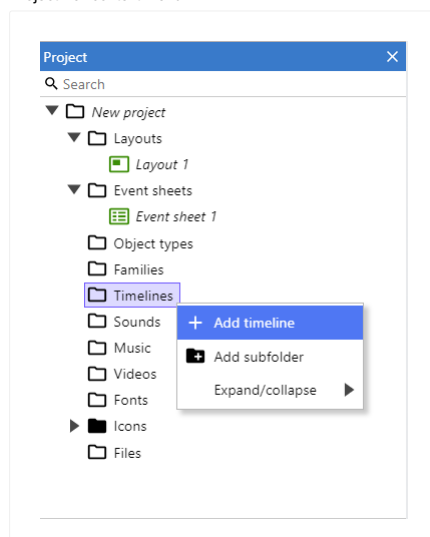 Project
Search
New project
Layouts
Layout 1
Event sheets
Event sheet 1
Object types
Families
Timelines
Sounds
Add timeline
Music
Add subfolder
Videos
Fonts
Expand/collapse
Icons
Files